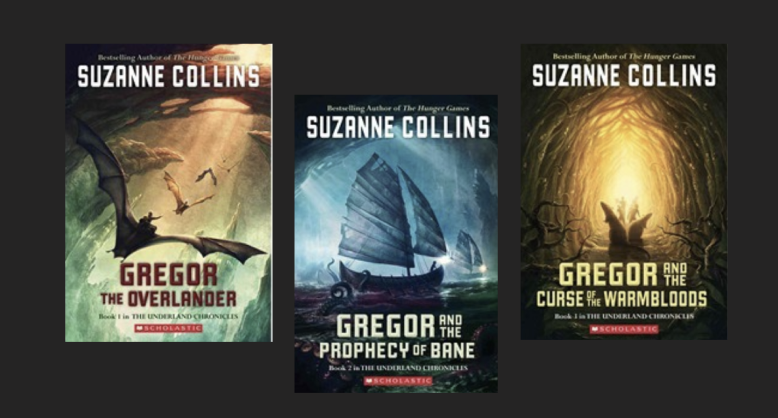 Bestselling Author of The Hunger Games
SUZANNE COLLINS
GREGOR
THE OVERLANDER
Book 1 in THE UNDERLAND CHRONICLES
SCHOLASTIC
Bestselling Author of The Hunger Games
SUZANNE COLLINS
GREGOR AND THE
PROPHECY OF BANE
Book 2 in THE UNDERLAND CHRONICLES
SCHOLASTIC
Bestselling Author of The Hunger Games
SUZANNE COLLINS
GREGOR AND THE
CURSE OF THE WARMBLOODS
Book 3 in THE UNDERLAND CHRONICLES
SCHOLASTIC